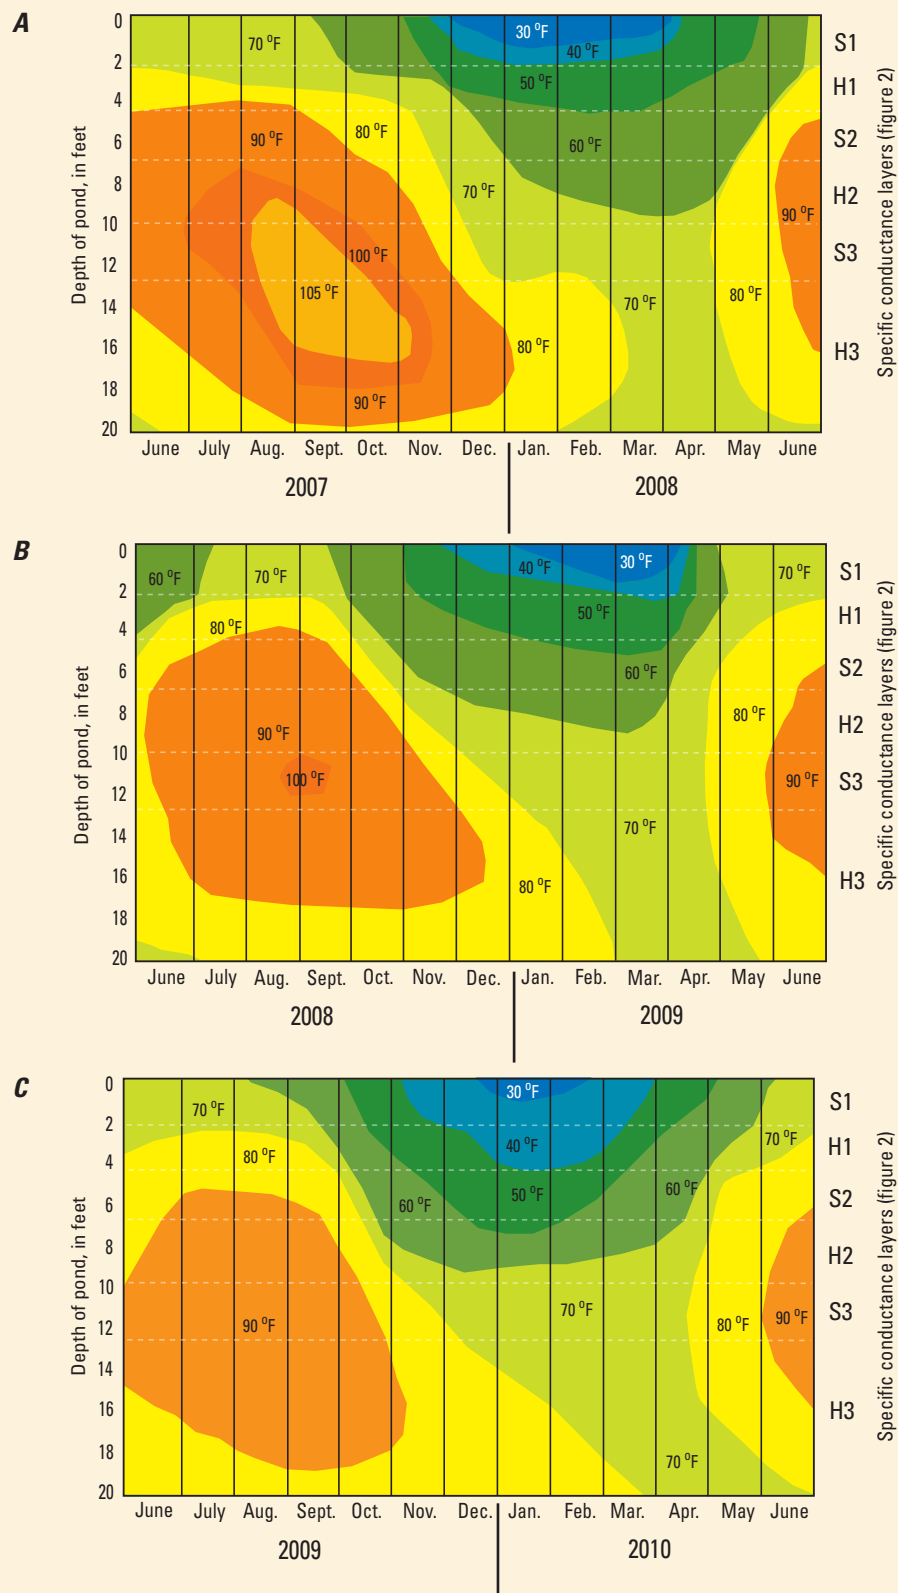 A
0
2
4
6
8
10
12
14
16
18
20
Depth of pond, in feet
30 °F
40 °F
70 °F
50 °F
80 °F
90 °F
60 °F
70 °F
90 °F
100 °F
105 °F
70 °F
80 °F
80 °F
90 °F
S1
H1
S2
H2
S3
H3
Specific conductance layers (figure 2)
June July Aug. Sept. Oct. Nov. Dec. Jan. Feb. Mar. Apr. May June
2007 2008
B
0
2
4
6
8
10
12
14
16
18
20
Depth of pond, in feet
60 °F
70 °F
40 °F
30 °F
70 °F
50 °F
80 °F
60 °F
80 °F
90 °F
100 °F
90 °F
70 °F
80 °F
S1
H1
S2
H2
S3
H3
Specific conductance layers (figure 2)
June July Aug. Sept. Oct. Nov. Dec. Jan. Feb. Mar. Apr. May June
2008 2009
C
0
2
4
6
8
10
12
14
16
18
20
Depth of pond, in feet
30 °F
70 °F
70 °F
40 °F
80 °F
60 °F
50 °F
60 °F
70 °F
90 °F
80 °F
90 °F
70 °F
S1
H1
S2
H2
S3
H3
Specific conductance layers (figure 2)
June July Aug. Sept. Oct. Nov. Dec. Jan. Feb. Mar. Apr. May June
2009 2010